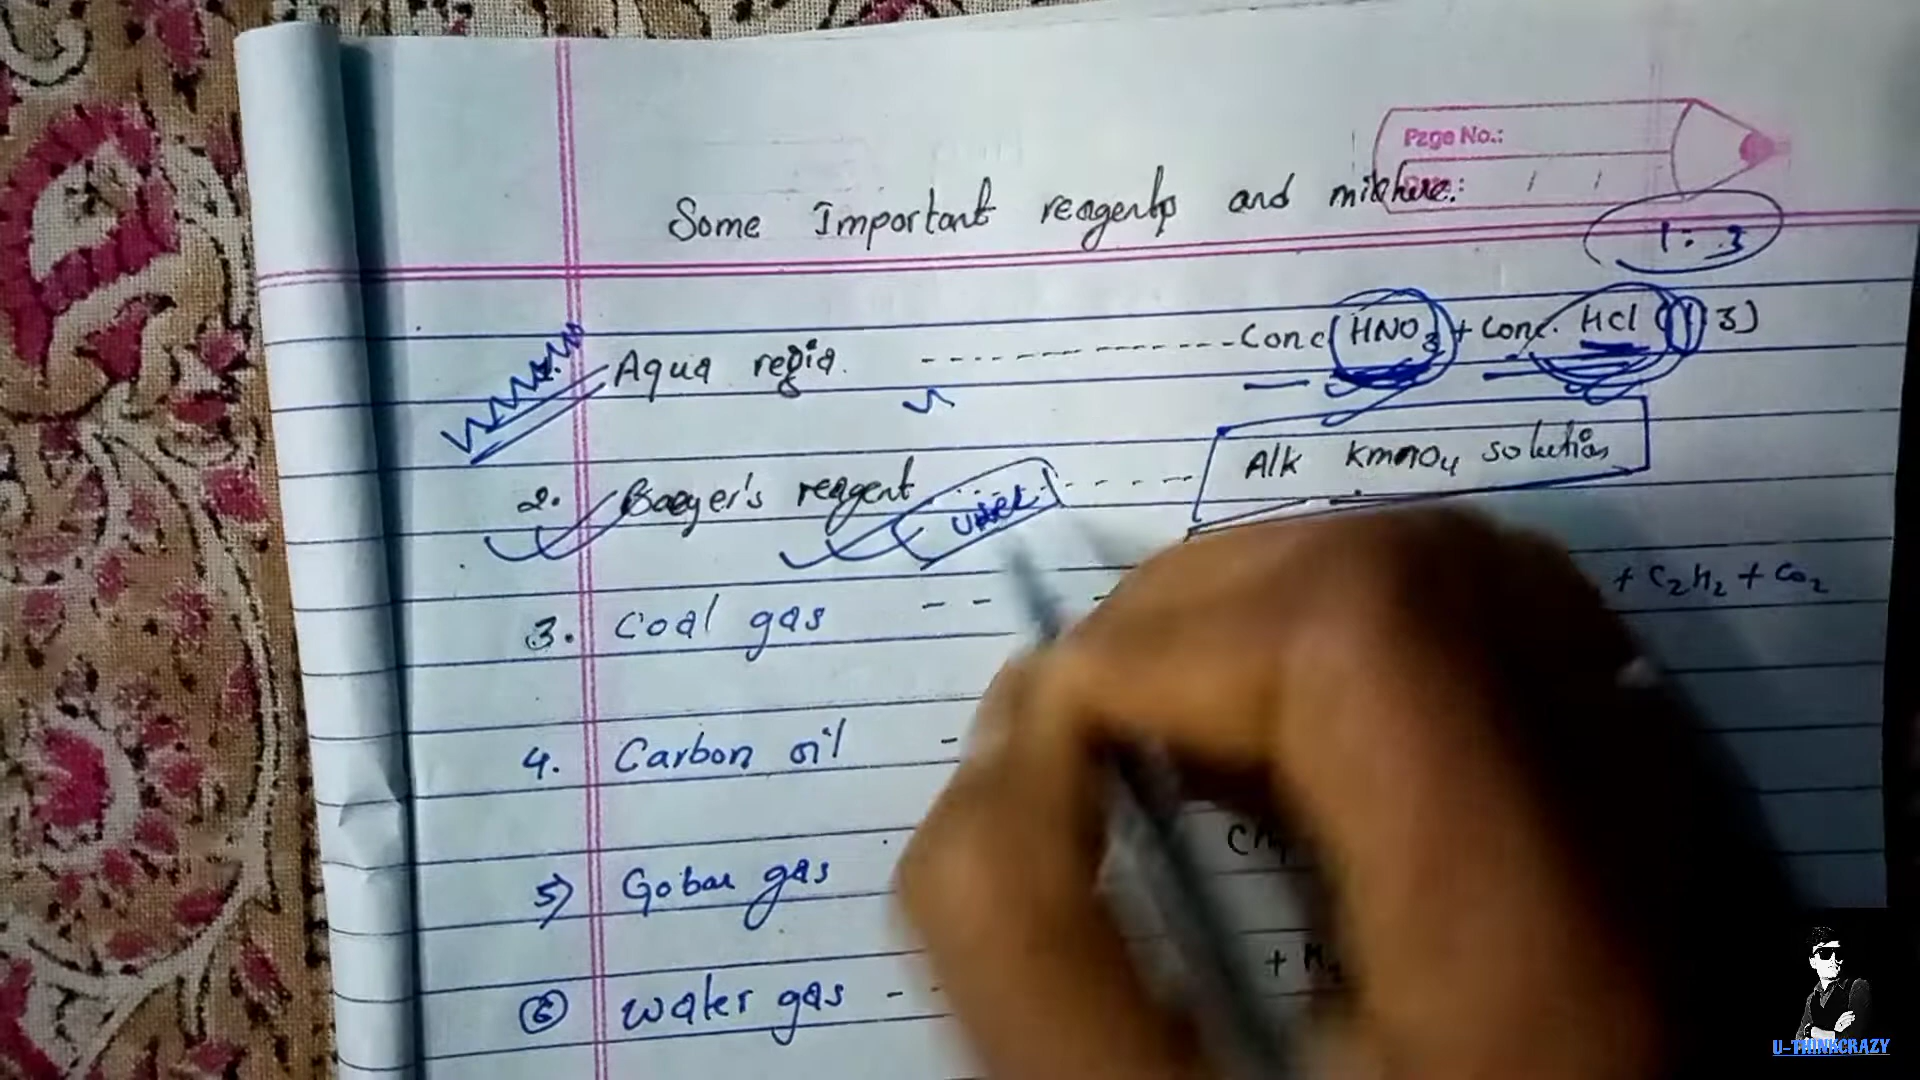 Page No.:
Some Important reagents and mixture.
1: 3
1. Aqua regia ------------ Conc HNO3 + Conc. HCl (1:3)
2. Baeyer's reagent ------ Alk KmnO4 solution
3. Coal gas -- + C2H2 + CO2
4. Carbon oil -
5) Gobar gas
6 water gas -- + H2
U-THINKCRAZY